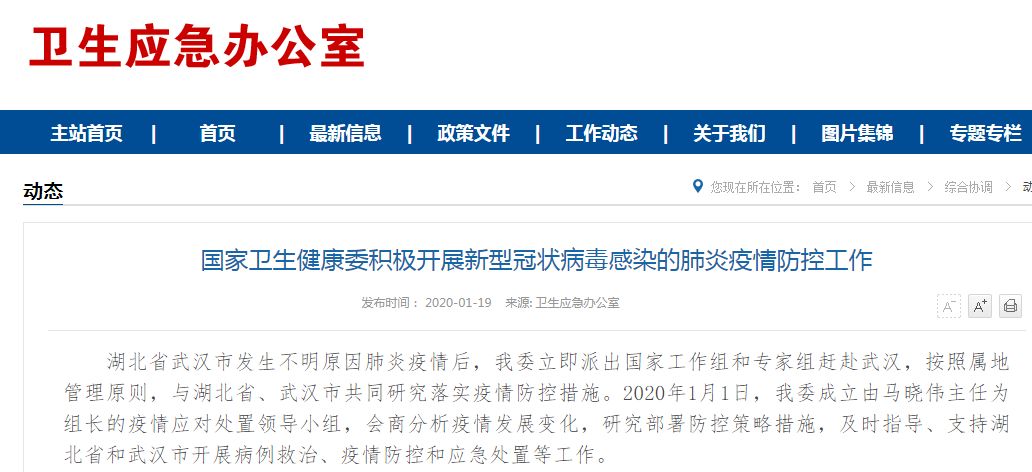 卫生应急办公室
主站首页 | 首页 | 最新信息 | 政策文件 | 工作动态 | 关于我们 | 图片集锦 | 专题专栏
动态
您现在所在位置： 首页 > 最新信息 > 综合协调 > 动
国家卫生健康委积极开展新型冠状病毒感染的肺炎疫情防控工作
发布时间： 2020-01-19 来源: 卫生应急办公室
A- A+
湖北省武汉市发生不明原因肺炎疫情后，我委立即派出国家工作组和专家组赶赴武汉，按照属地
管理原则，与湖北省、武汉市共同研究落实疫情防控措施。2020年1月1日，我委成立由马晓伟主任为
组长的疫情应对处置领导小组，会商分析疫情发展变化，研究部署防控策略措施，及时指导、支持湖
北省和武汉市开展病例救治、疫情防控和应急处置等工作。